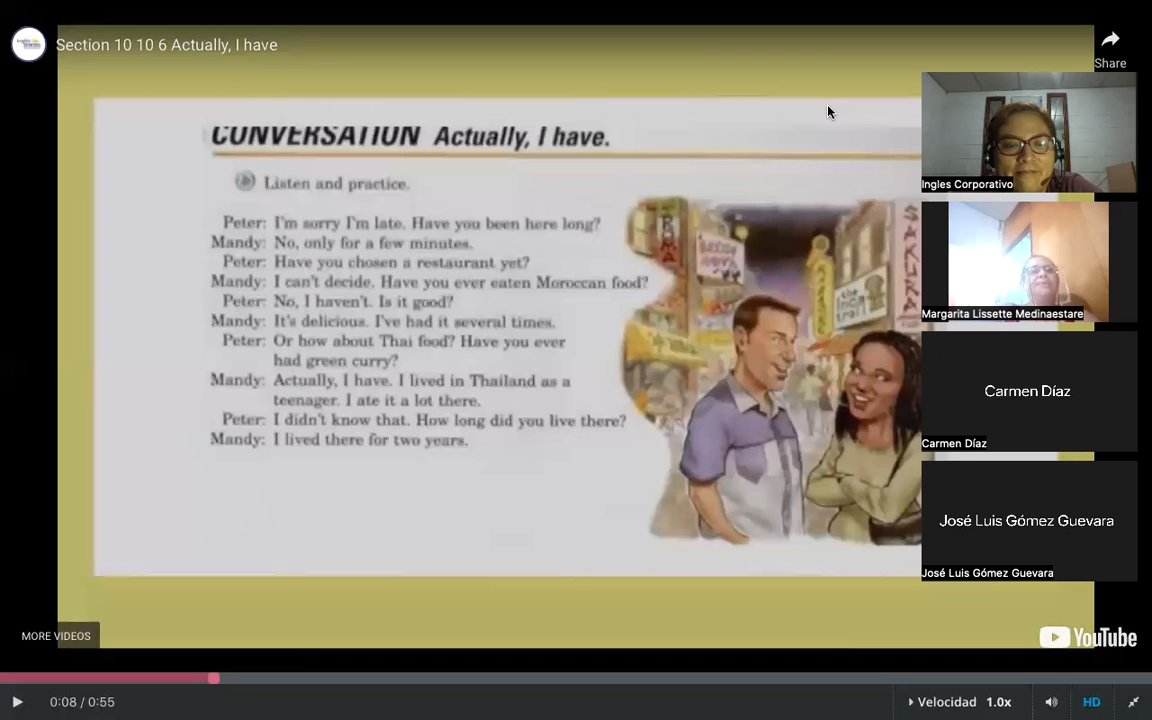 Section 10 10 6 Actually, I have
Share
CONVERSATION Actually, I have.
Listen and practice.
Peter: I'm sorry I'm late. Have you been here long?
Mandy: No, only for a few minutes.
Peter: Have you chosen a restaurant yet?
Mandy: I can't decide. Have you ever eaten Moroccan food?
Peter: No, I haven't. Is it good?
Mandy: It's delicious. I've had it several times.
Peter: Or how about Thai food? Have you ever
had green curry?
Mandy: Actually, I have. I lived in Thailand as a
teenager. I ate it a lot there.
Peter: I didn't know that. How long did you live there?
Mandy: I lived there for two years.
SAKURA
the
India
trail
Ingles Corporativo
Margarita Lissette Medinaestare
Carmen Díaz
Carmen Díaz
José Luis Gómez Guevara
José Luis Gómez Guevara
MORE VIDEOS
YouTube
0:08 / 0:55
Velocidad 1.0x
HD